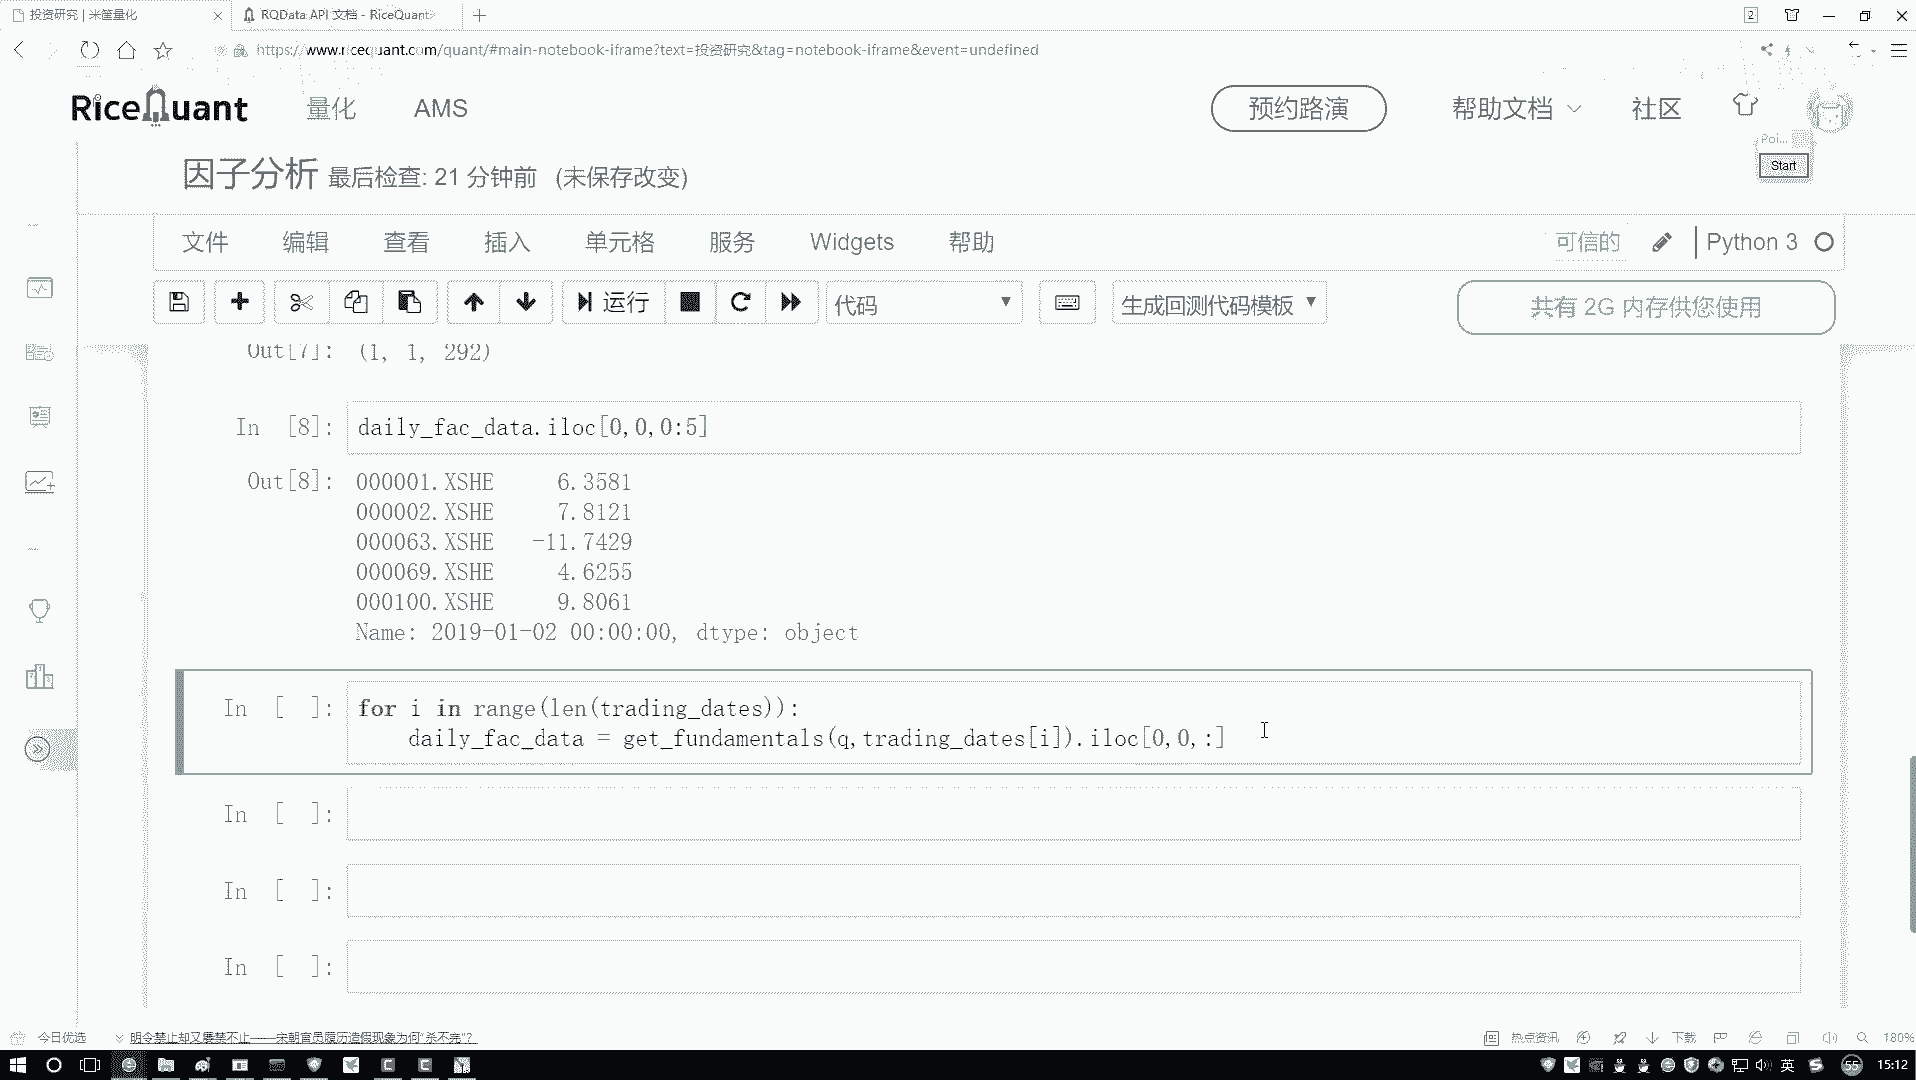 投资研究 | 米筐量化
RQData API 文档 - RiceQuant
2
https://www.ricequant.com/quant/#main-notebook-iframe?text=投资研究&tag=notebook-iframe&event=undefined
RiceQuant 量化 AMS 预约路演 帮助文档 社区
Poi...
Start
因子分析 最后检查: 21 分钟前 (未保存改变)
文件 编辑 查看 插入 单元格 服务 Widgets 帮助 可信的 Python 3
运行 代码 生成回测代码模板 共有 2G 内存供您使用
Out[7]: (1, 1, 292)
In [8]: daily_fac_data.iloc[0,0,0:5]
Out[8]: 000001.XSHE 6.3581
000002.XSHE 7.8121
000063.XSHE -11.7429
000069.XSHE 4.6255
000100.XSHE 9.8061
Name: 2019-01-02 00:00:00, dtype: object
In [ ]: for i in range(len(trading_dates)):
daily_fac_data = get_fundamentals(q,trading_dates[i]).iloc[0,0,:]
In [ ]:
In [ ]:
In [ ]:
今日优选 明令禁止却又屡禁不止——宋朝官员履历造假现象为何“杀不完”? 热点资讯 下载 180%
英 55 15:12